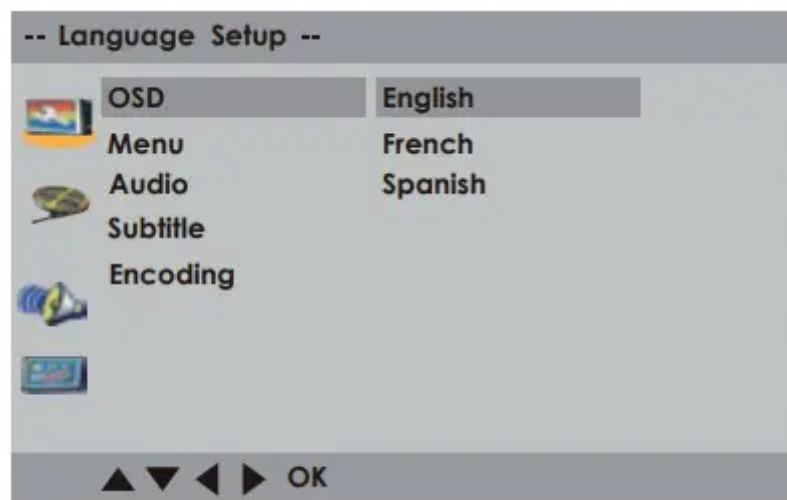 -- Language Setup --
OSD English
Menu French
Audio Spanish
Subtitle
Encoding
OK